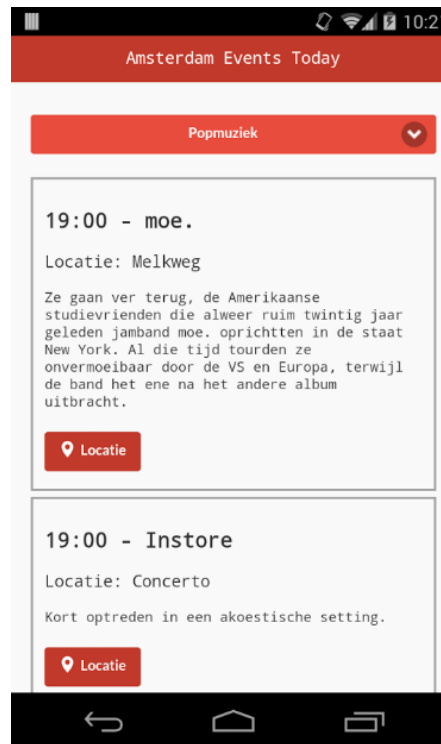 10:2
Amsterdam Events Today
Popmuziek
19:00 - moe.
Locatie: Melkweg
Ze gaan ver terug, de Amerikaanse
studievrienden die alweer ruim twintig jaar
geleden jamband moe. oprichtten in de staat
New York. Al die tijd tourden ze
onvermoeibaar door de VS en Europa, terwijl
de band het ene na het andere album
uitbracht.
Locatie
19:00 - Instore
Locatie: Concerto
Kort optreden in een akoestische setting.
Locatie